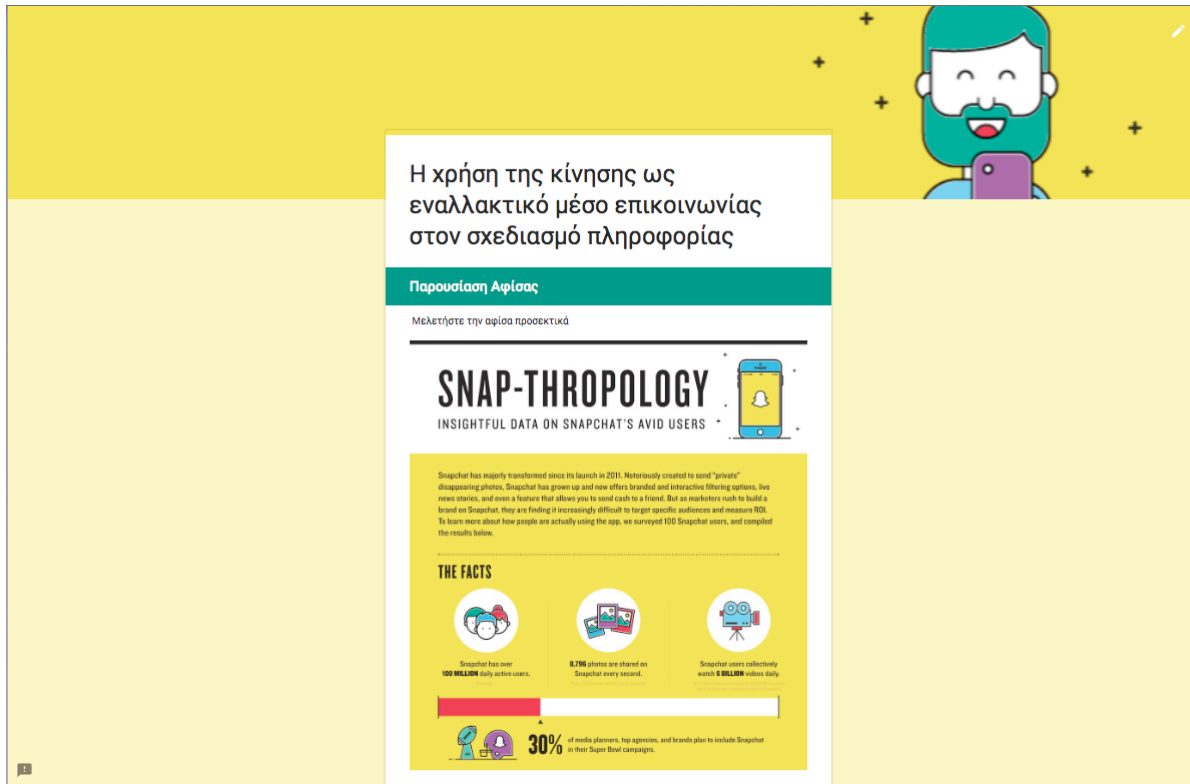 Η χρήση της κίνησης ως
εναλλακτικό μέσο επικοινωνίας
στον σχεδιασμό πληροφορίας
Παρουσίαση Αφίσας
Μελετήστε την αφίσα προσεκτικά
SNAP-THROPOLOGY
INSIGHTFUL DATA ON SNAPCHAT'S AVID USERS
Snapchat has majorly transformed since its launch in 2011. Notoriously created to send "private"
disappearing photos, Snapchat has grown up and now offers branded and interactive filtering options, live
news stories, and even a feature that allows you to send cash to a friend. But as marketers rush to build a
brand on Snapchat, they are finding it increasingly difficult to target specific audiences and measure ROI.
To learn more about how people are actually using the app, we surveyed 100 Snapchat users, and compiled
the results below.
THE FACTS
Snapchat has over
100 MILLION daily active users.
8,796 photos are shared on
Snapchat every second.
Snapchat users collectively
watch 6 BILLION videos daily.
30% of media planners, top agencies, and brands plan to include Snapchat
in their Super Bowl campaigns.